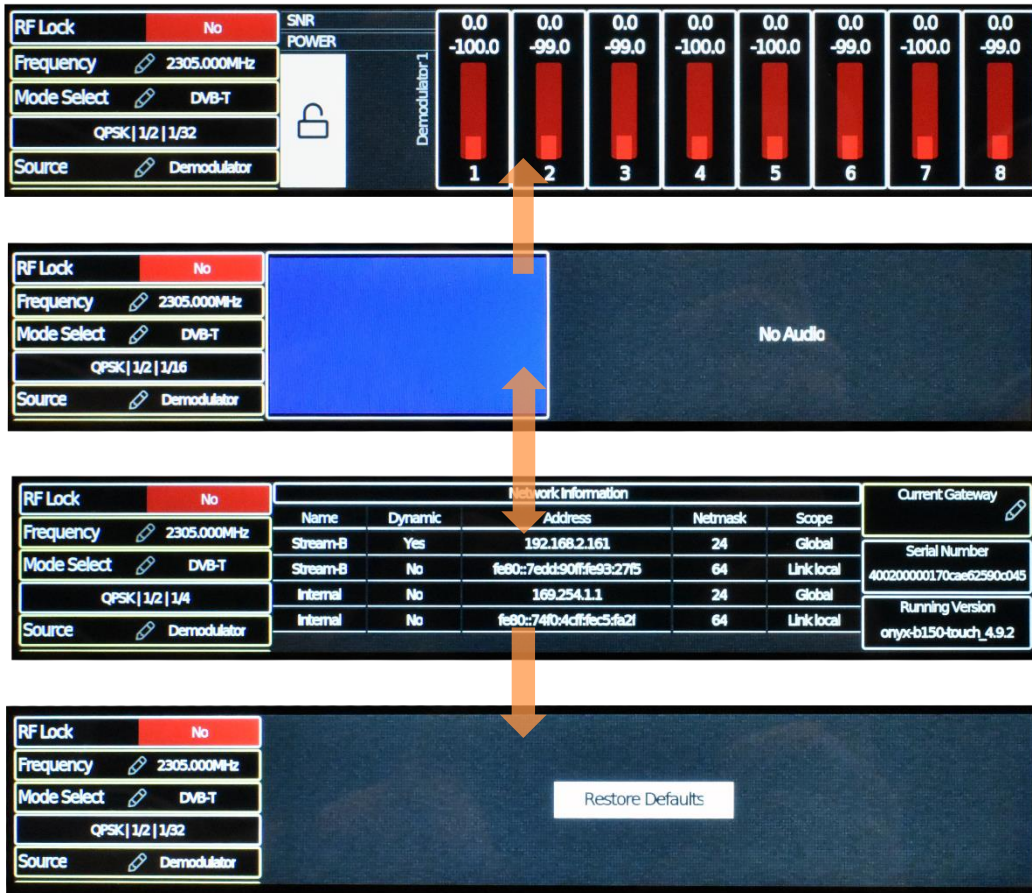 RF Lock No
Frequency 2305.000MHz
Mode Select DVB-T
QPSK | 1/2 | 1/32
Source Demodulator
SNR
POWER
Demodulator 1
0.0 0.0 0.0 0.0 0.0 0.0 0.0 0.0
-100.0 -99.0 -99.0 -100.0 -100.0 -99.0 -100.0 -99.0
1 2 3 4 5 6 7 8
RF Lock No
Frequency 2305.000MHz
Mode Select DVB-T
QPSK | 1/2 | 1/16
Source Demodulator
No Audio
RF Lock No
Frequency 2305.000MHz
Mode Select DVB-T
QPSK | 1/2 | 1/4
Source Demodulator
Network Information
Name Dynamic Address Netmask Scope
Stream-B Yes 192.168.2.161 24 Global
Stream-B No fe80::7edd:90ff:fe93:27f5 64 Link local
Internal No 169.254.1.1 24 Global
Internal No fe80::74f0:4cff:fec5:fa2f 64 Link local
Current Gateway
Serial Number
400200000170cae62590c045
Running Version
onyx-b150-touch_4.9.2
RF Lock No
Frequency 2305.000MHz
Mode Select DVB-T
QPSK | 1/2 | 1/32
Source Demodulator
Restore Defaults